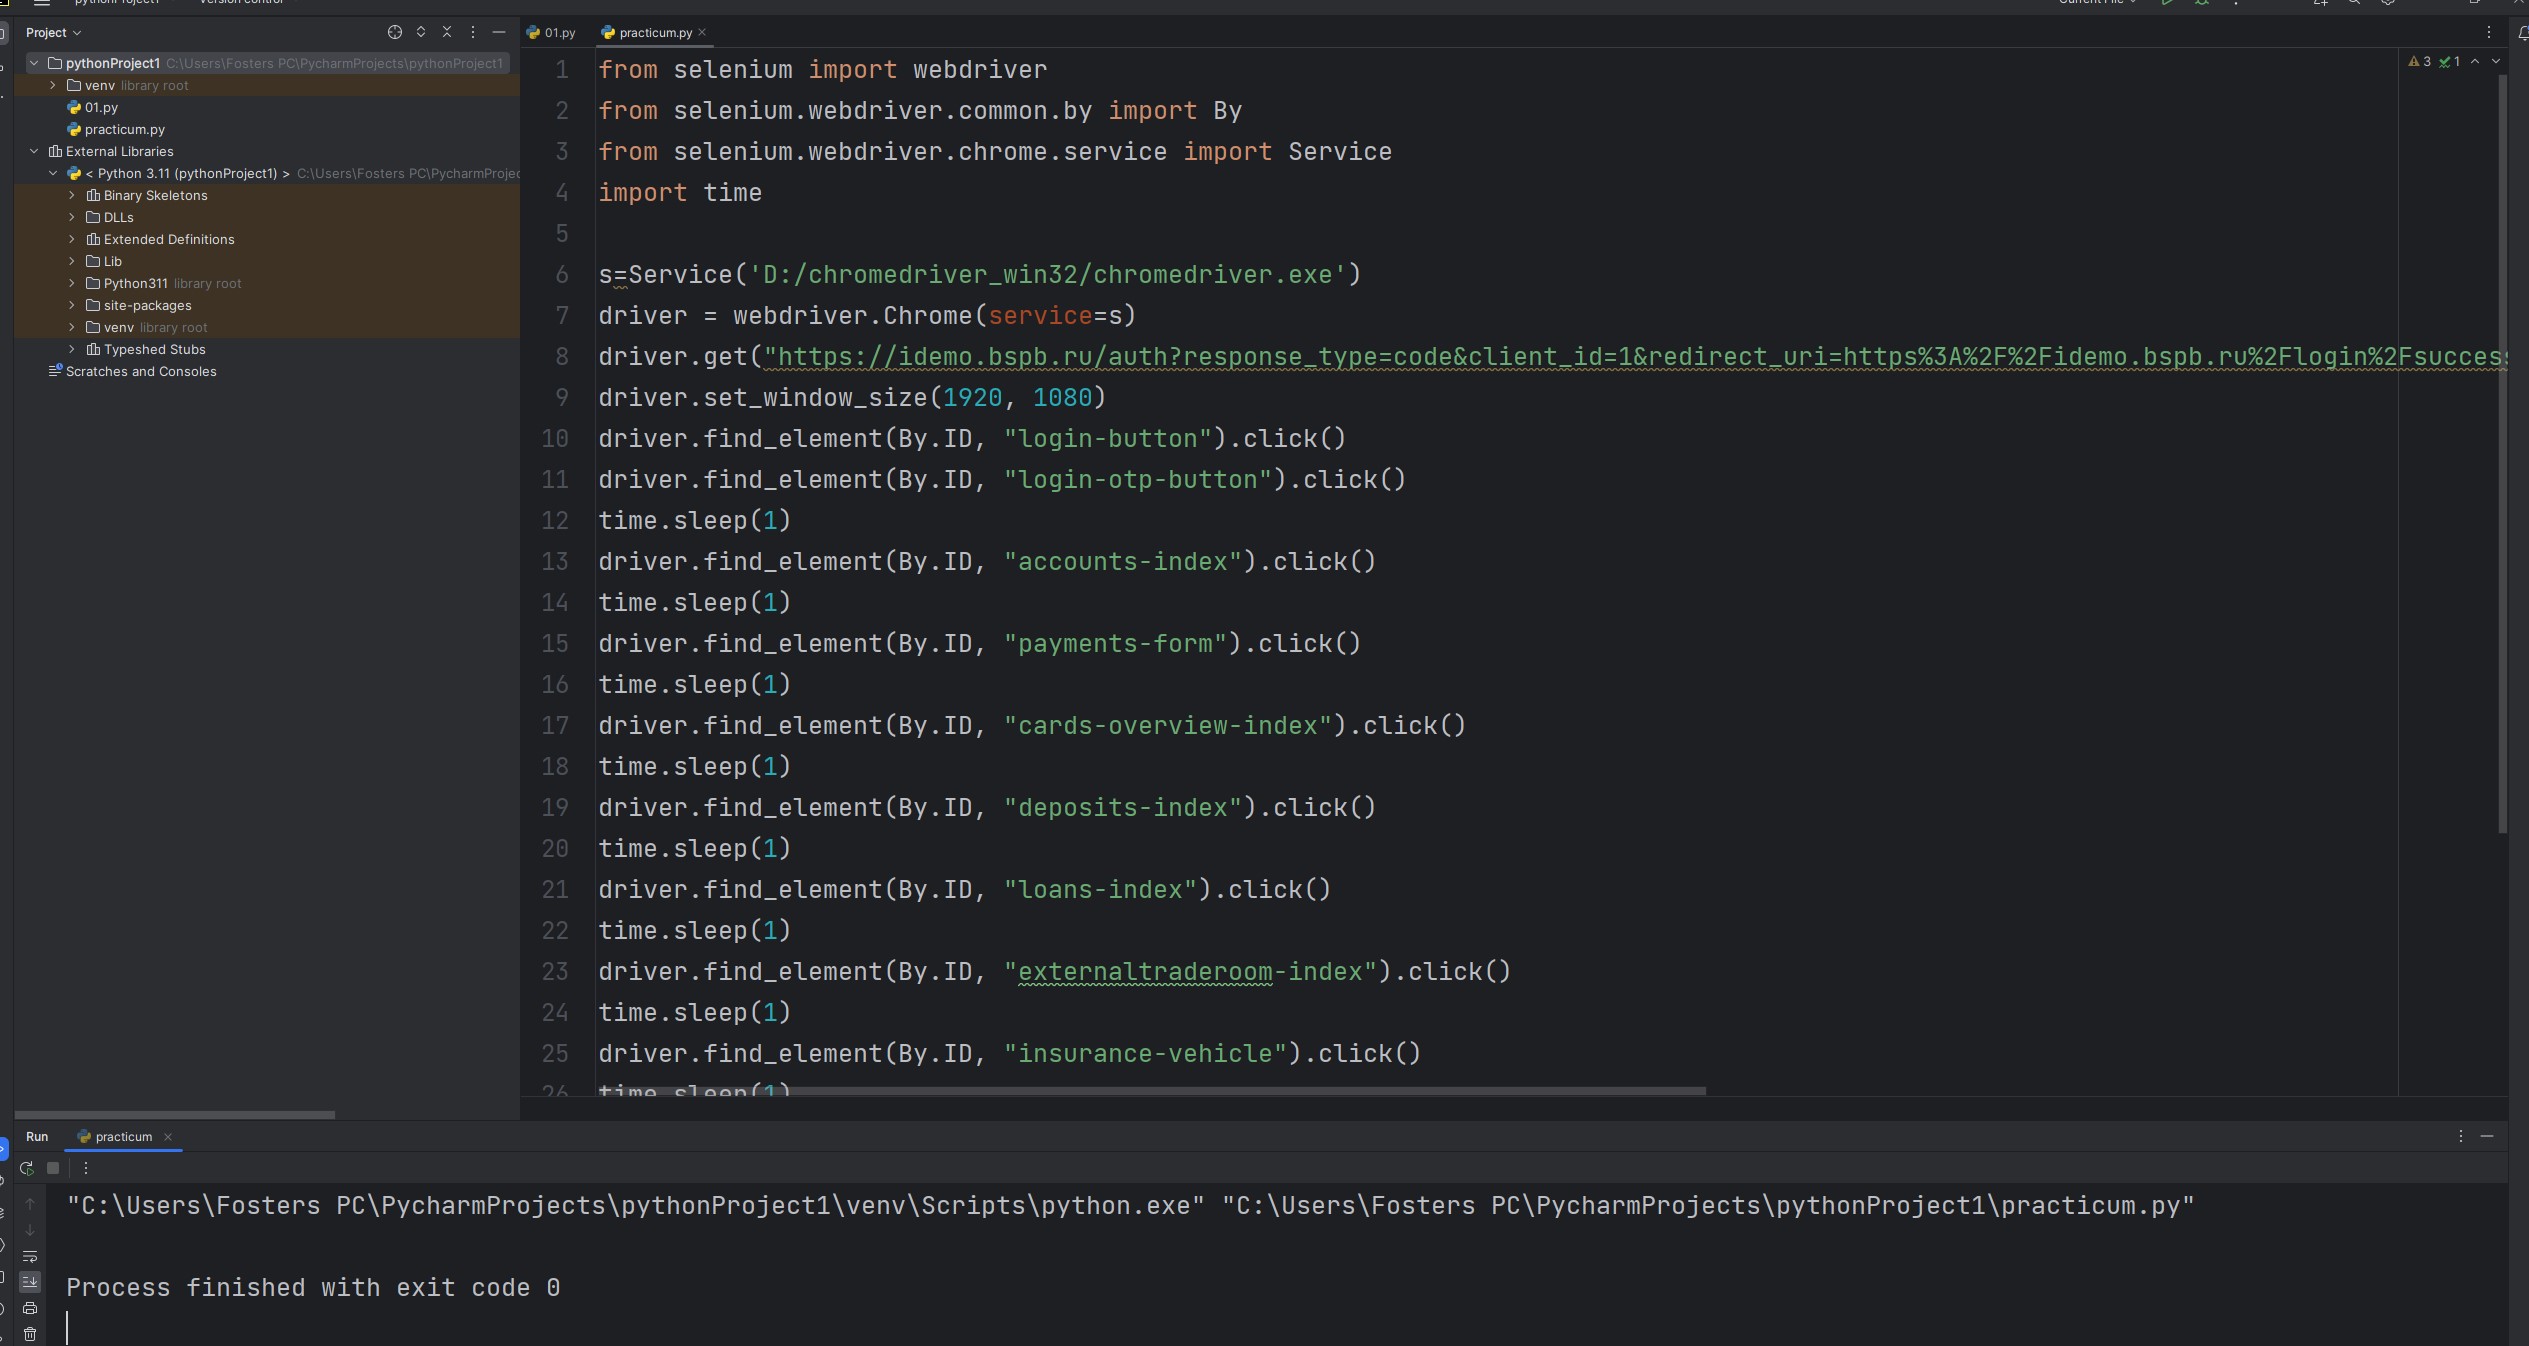 pythonProject1 Version control Current File
Project
pythonProject1 C:\Users\Fosters PC\PycharmProjects\pythonProject1
venv library root
01.py
practicum.py
External Libraries
< Python 3.11 (pythonProject1) > C:\Users\Fosters PC\PycharmProjec
Binary Skeletons
DLLs
Extended Definitions
Lib
Python311 library root
site-packages
venv library root
Typeshed Stubs
Scratches and Consoles
01.py practicum.py
3 1
1 from selenium import webdriver
2 from selenium.webdriver.common.by import By
3 from selenium.webdriver.chrome.service import Service
4 import time
5
6 s=Service('D:/chromedriver_win32/chromedriver.exe')
7 driver = webdriver.Chrome(service=s)
8 driver.get("https://idemo.bspb.ru/auth?response_type=code&client_id=1&redirect_uri=https%3A%2F%2Fidemo.bspb.ru%2Flogin%2Fsuccess
9 driver.set_window_size(1920, 1080)
10 driver.find_element(By.ID, "login-button").click()
11 driver.find_element(By.ID, "login-otp-button").click()
12 time.sleep(1)
13 driver.find_element(By.ID, "accounts-index").click()
14 time.sleep(1)
15 driver.find_element(By.ID, "payments-form").click()
16 time.sleep(1)
17 driver.find_element(By.ID, "cards-overview-index").click()
18 time.sleep(1)
19 driver.find_element(By.ID, "deposits-index").click()
20 time.sleep(1)
21 driver.find_element(By.ID, "loans-index").click()
22 time.sleep(1)
23 driver.find_element(By.ID, "externaltraderoom-index").click()
24 time.sleep(1)
25 driver.find_element(By.ID, "insurance-vehicle").click()
26 time.sleep(1)
Run practicum
"C:\Users\Fosters PC\PycharmProjects\pythonProject1\venv\Scripts\python.exe" "C:\Users\Fosters PC\PycharmProjects\pythonProject1\practicum.py"
Process finished with exit code 0